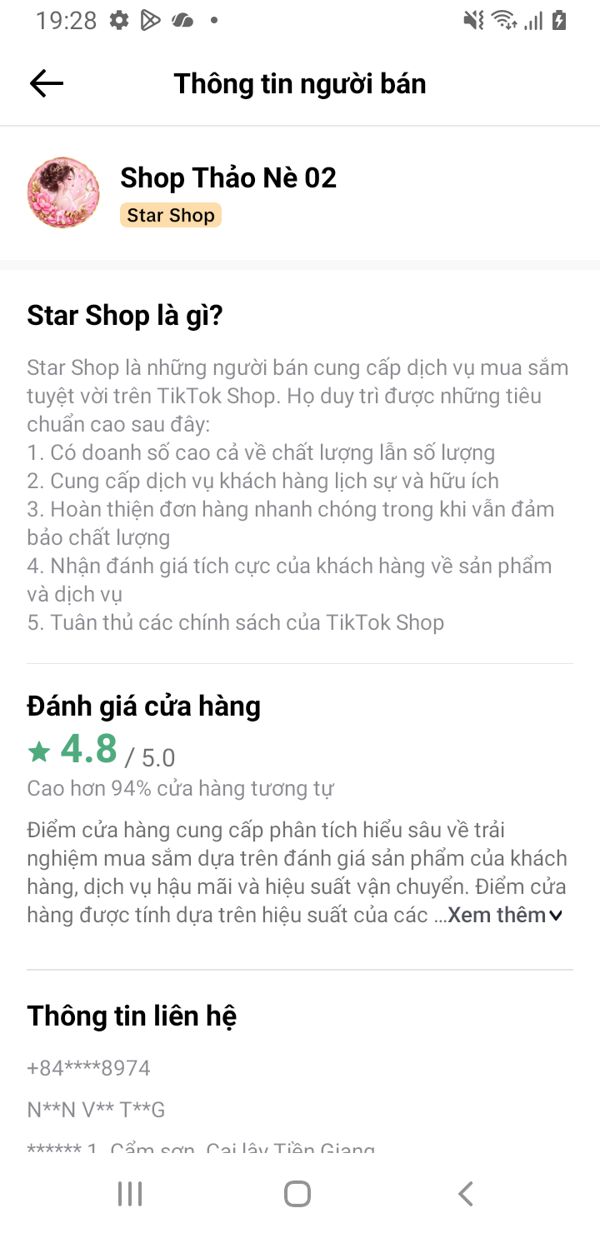 19:28
Thông tin người bán
Shop Thảo Nè 02
Star Shop
Star Shop là gì?
Star Shop là những người bán cung cấp dịch vụ mua sắm
tuyệt vời trên TikTok Shop. Họ duy trì được những tiêu
chuẩn cao sau đây:
1. Có doanh số cao cả về chất lượng lẫn số lượng
2. Cung cấp dịch vụ khách hàng lịch sự và hữu ích
3. Hoàn thiện đơn hàng nhanh chóng trong khi vẫn đảm
bảo chất lượng
4. Nhận đánh giá tích cực của khách hàng về sản phẩm
và dịch vụ
5. Tuân thủ các chính sách của TikTok Shop
Đánh giá cửa hàng
4.8 / 5.0
Cao hơn 94% cửa hàng tương tự
Điểm cửa hàng cung cấp phân tích hiểu sâu về trải
nghiệm mua sắm dựa trên đánh giá sản phẩm của khách
hàng, dịch vụ hậu mãi và hiệu suất vận chuyển. Điểm cửa
hàng được tính dựa trên hiệu suất của các ...Xem thêm
Thông tin liên hệ
+84****8974
N**N V** T**G
****** 1, Cẩm sơn, Cai lậy Tiền Giang